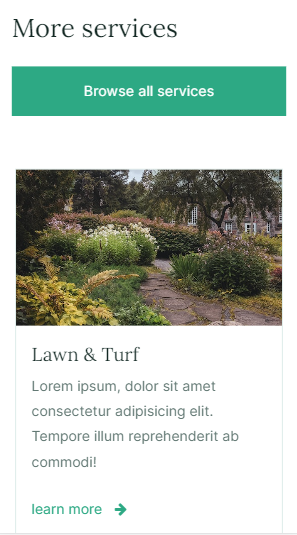 More services
Browse all services
Lawn & Turf
Lorem ipsum, dolor sit amet
consectetur adipisicing elit.
Tempore illum reprehenderit ab
commodi!
learn more